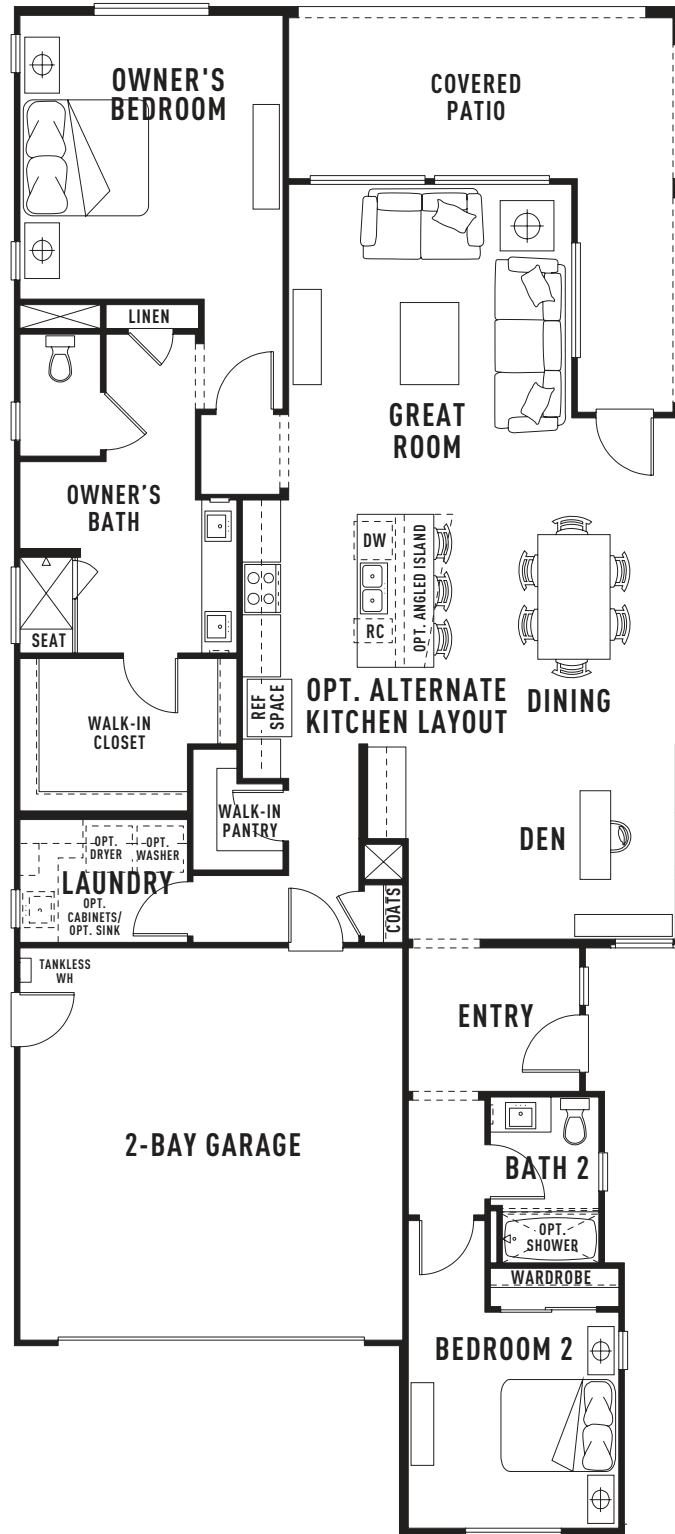 OWNER'S
BEDROOM
COVERED
PATIO
LINEN
GREAT
ROOM
OWNER’S
BATH
DW
RC
OPT. ANGLED ISLAND
SEAT
REF
SPACE
OPT. ALTERNATE
KITCHEN LAYOUT
DINING
WALK-IN
CLOSET
WALK-IN
PANTRY
DEN
OPT.
DRYER
OPT.
WASHER
LAUNDRY
OPT.
CABINETS/
OPT. SINK
COATS
TANKLESS
WH
ENTRY
2-BAY GARAGE
BATH 2
OPT.
SHOWER
WARDROBE
BEDROOM 2